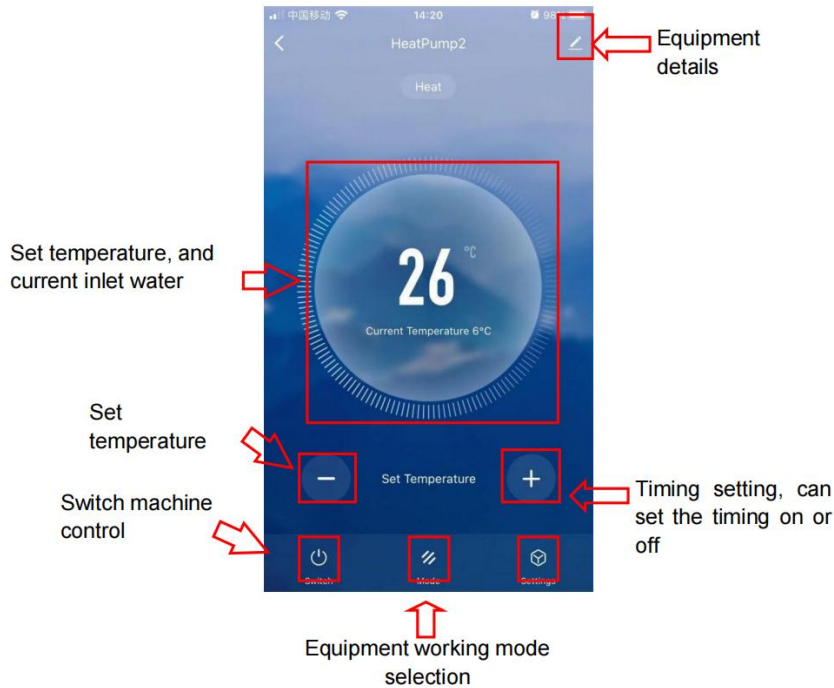 中国移动 14:20 98%
HeatPump2
Equipment
details
Heat
Set temperature, and
current inlet water
26 °C
Current Temperature 6°C
Set
temperature
Set Temperature
Switch machine
control
Timing setting, can
set the timing on or
off
Switch Mode Settings
Equipment working mode
selection